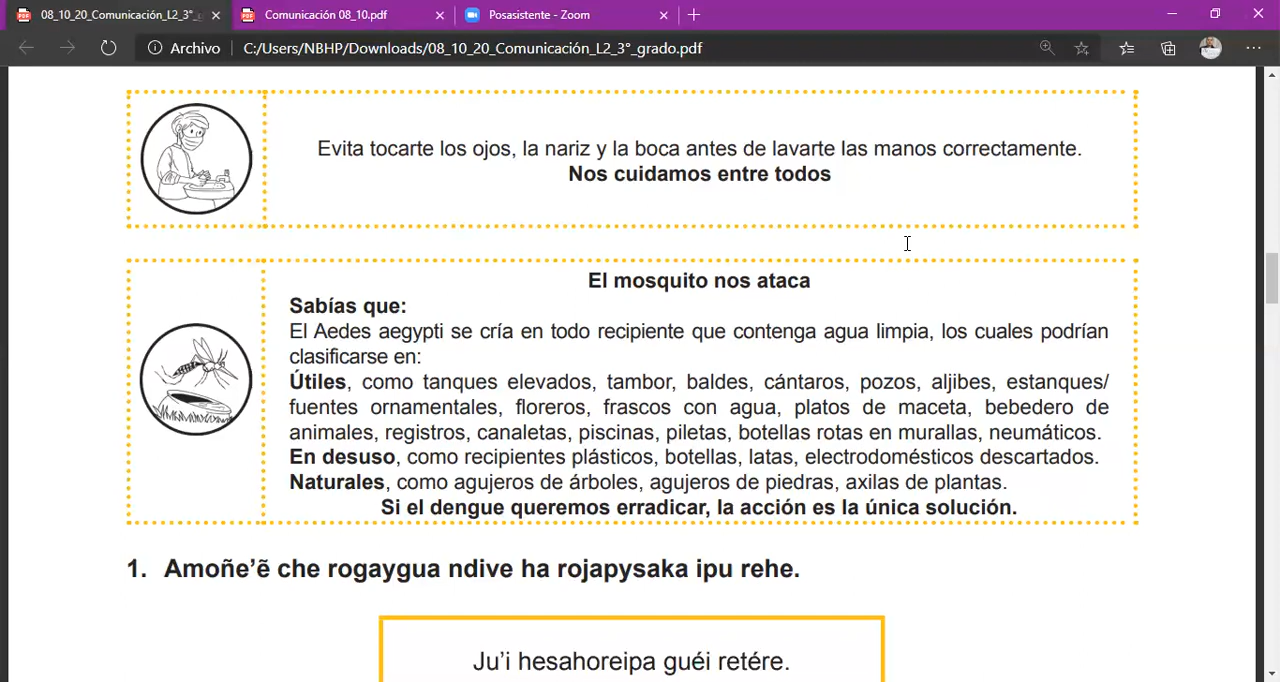 08_10_20_Comunicación_L2_3°_
Comunicación 08_10.pdf
Posasistente - Zoom
Archivo
C:/Users/NBHP/Downloads/08_10_20_Comunicación_L2_3°_grado.pdf
Evita tocarte los ojos, la nariz y la boca antes de lavarte las manos correctamente.
Nos cuidamos entre todos
El mosquito nos ataca
Sabías que:
El Aedes aegypti se cría en todo recipiente que contenga agua limpia, los cuales podrían
clasificarse en:
Útiles, como tanques elevados, tambor, baldes, cántaros, pozos, aljibes, estanques/
fuentes ornamentales, floreros, frascos con agua, platos de maceta, bebedero de
animales, registros, canaletas, piscinas, piletas, botellas rotas en murallas, neumáticos.
En desuso, como recipientes plásticos, botellas, latas, electrodomésticos descartados.
Naturales, como agujeros de árboles, agujeros de piedras, axilas de plantas.
Si el dengue queremos erradicar, la acción es la única solución.
1. Amoñe’ẽ che rogaygua ndive ha rojapysaka ipu rehe.
Ju’i hesahoreipa guéi retére.